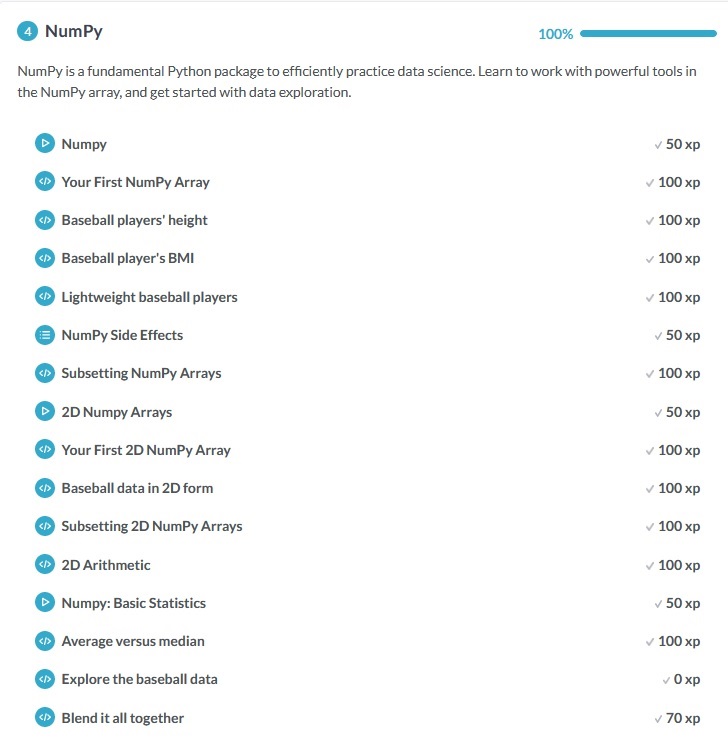 4 NumPy 100%
NumPy is a fundamental Python package to efficiently practice data science. Learn to work with powerful tools in
the NumPy array, and get started with data exploration.
Numpy 50 xp
Your First NumPy Array 100 xp
Baseball players' height 100 xp
Baseball player's BMI 100 xp
Lightweight baseball players 100 xp
NumPy Side Effects 50 xp
Subsetting NumPy Arrays 100 xp
2D Numpy Arrays 50 xp
Your First 2D NumPy Array 100 xp
Baseball data in 2D form 100 xp
Subsetting 2D NumPy Arrays 100 xp
2D Arithmetic 100 xp
Numpy: Basic Statistics 50 xp
Average versus median 100 xp
Explore the baseball data 0 xp
Blend it all together 70 xp